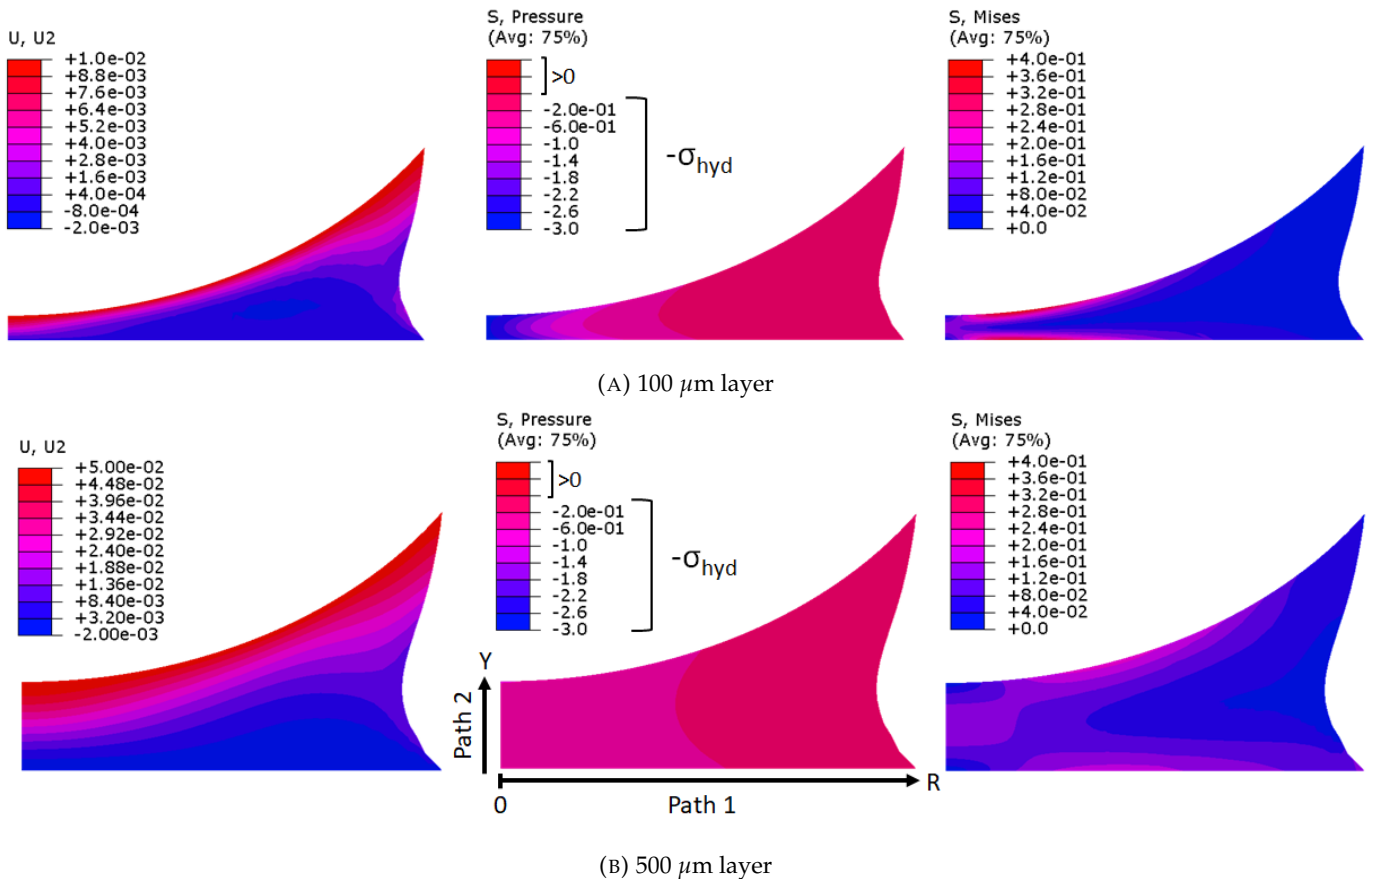 U, U2
+1.0e-02
+8.8e-03
+7.6e-03
+6.4e-03
+5.2e-03
+4.0e-03
+2.8e-03
+1.6e-03
+4.0e-04
-8.0e-04
-2.0e-03
S, Pressure
(Avg: 75%)
>0
-2.0e-01
-6.0e-01
-1.0
-1.4
-1.8
-2.2
-2.6
-3.0
-σhyd
S, Mises
(Avg: 75%)
+4.0e-01
+3.6e-01
+3.2e-01
+2.8e-01
+2.4e-01
+2.0e-01
+1.6e-01
+1.2e-01
+8.0e-02
+4.0e-02
+0.0
(A) 100 µm layer
U, U2
+5.00e-02
+4.48e-02
+3.96e-02
+3.44e-02
+2.92e-02
+2.40e-02
+1.88e-02
+1.36e-02
+8.40e-03
+3.20e-03
-2.00e-03
S, Pressure
(Avg: 75%)
>0
-2.0e-01
-6.0e-01
-1.0
-1.4
-1.8
-2.2
-2.6
-3.0
-σhyd
Y
Path 2
0
Path 1
R
S, Mises
(Avg: 75%)
+4.0e-01
+3.6e-01
+3.2e-01
+2.8e-01
+2.4e-01
+2.0e-01
+1.6e-01
+1.2e-01
+8.0e-02
+4.0e-02
+0.0
(B) 500 µm layer